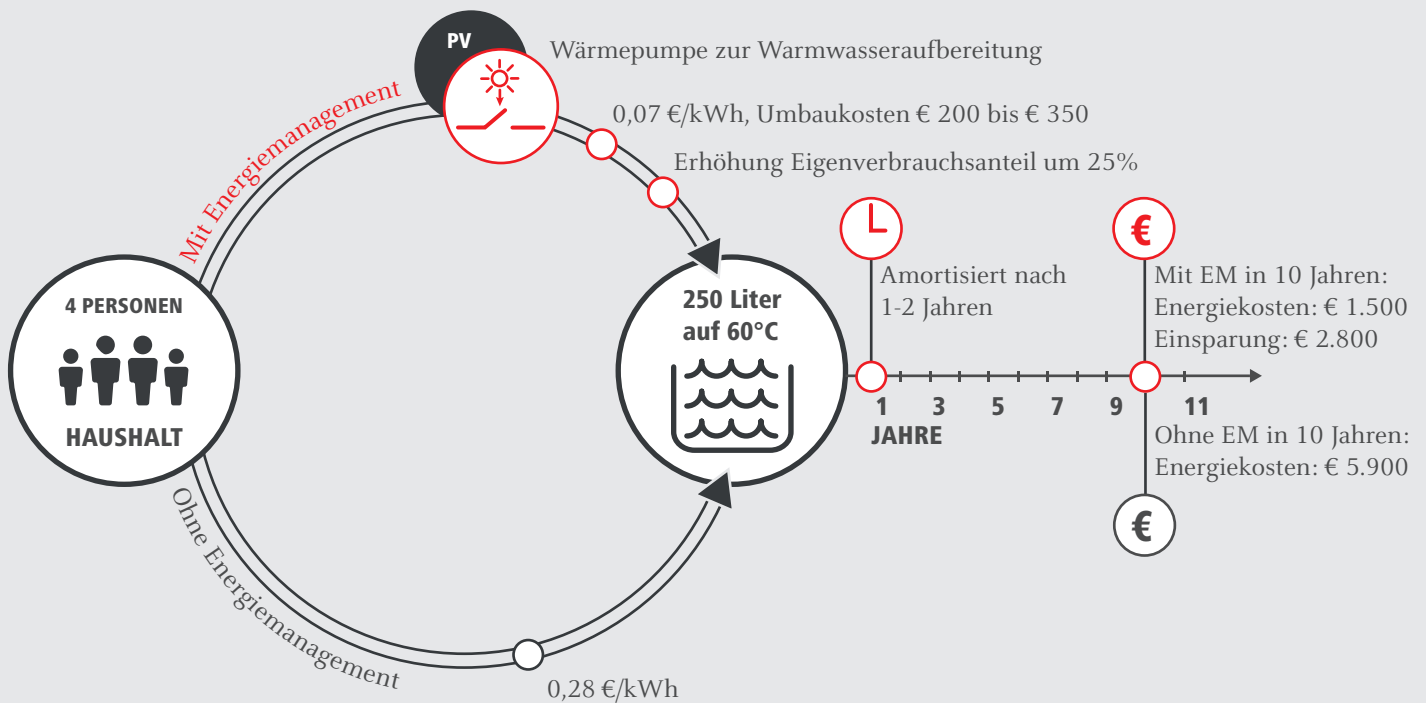 PV
Wärmepumpe zur Warmwasseraufbereitung
0,07 €/kWh, Umbaukosten € 200 bis € 350
Erhöhung Eigenverbrauchsanteil um 25%
Mit Energiemanagement
4 PERSONEN
HAUSHALT
250 Liter
auf 60°C
Amortisiert nach
1-2 Jahren
€
Mit EM in 10 Jahren:
Energiekosten: € 1.500
Einsparung: € 2.800
1 3 5 7 9 11
JAHRE
Ohne EM in 10 Jahren:
Energiekosten: € 5.900
€
Ohne Energiemanagement
0,28 €/kWh